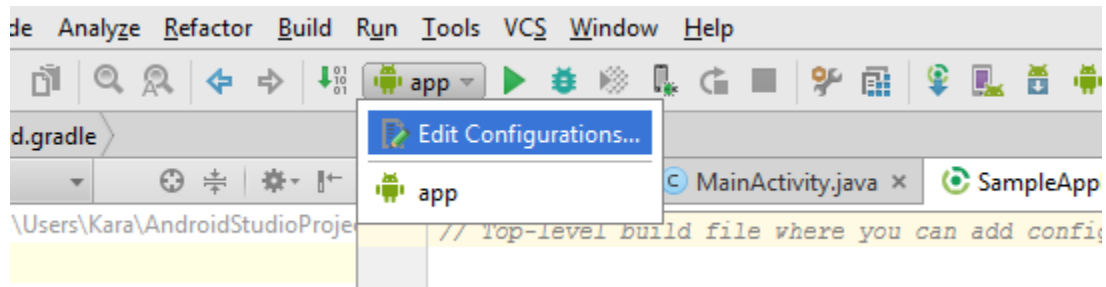 de Analyze Refactor Build Run Tools VCS Window Help
app
d.gradle
Edit Configurations...
app
MainActivity.java × SampleApp
\Users\Kara\AndroidStudioProje
// Top-level build file where you can add config